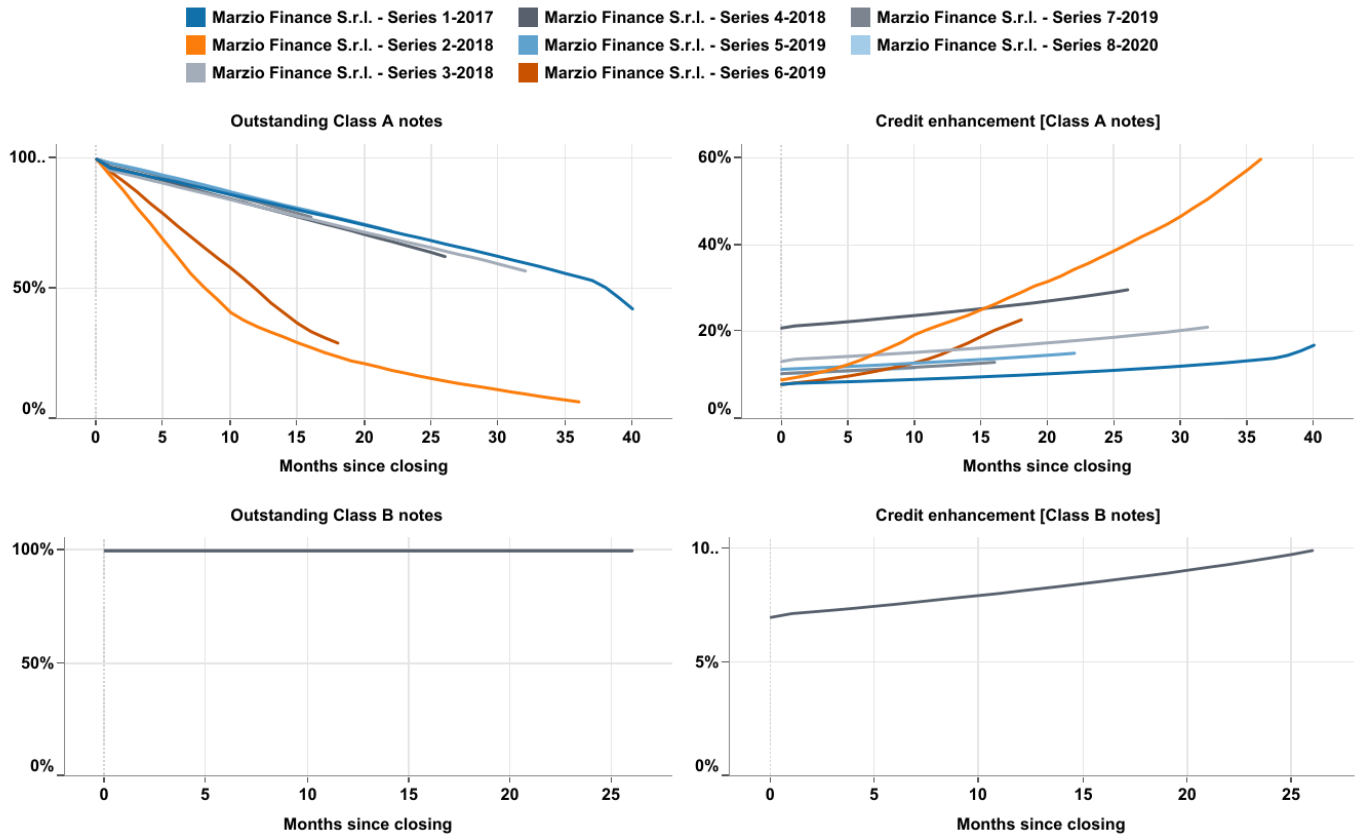 Marzio Finance S.r.l. - Series 1-2017 Marzio Finance S.r.l. - Series 4-2018 Marzio Finance S.r.l. - Series 7-2019
Marzio Finance S.r.l. - Series 2-2018 Marzio Finance S.r.l. - Series 5-2019 Marzio Finance S.r.l. - Series 8-2020
Marzio Finance S.r.l. - Series 3-2018 Marzio Finance S.r.l. - Series 6-2019
Outstanding Class A notes
100..
50%
0%
0 5 10 15 20 25 30 35 40
Months since closing
Credit enhancement [Class A notes]
60%
40%
20%
0%
0 5 10 15 20 25 30 35 40
Months since closing
Outstanding Class B notes
100%
50%
0%
0 5 10 15 20 25
Months since closing
Credit enhancement [Class B notes]
10..
5%
0%
0 5 10 15 20 25
Months since closing